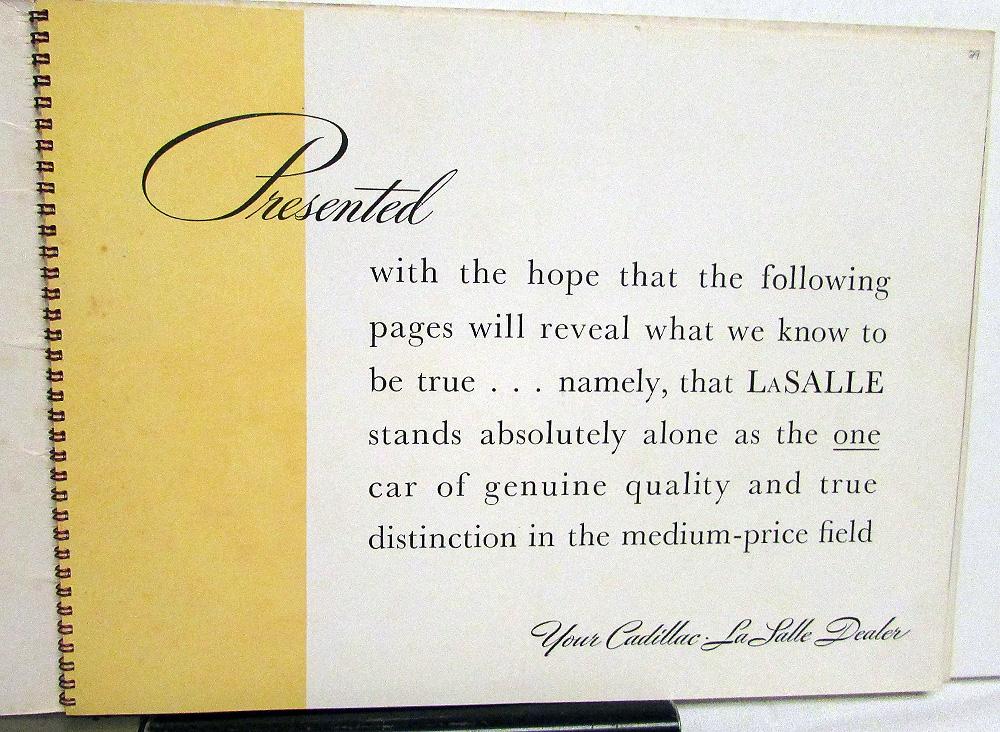 Presented
with the hope that the following
pages will reveal what we know to
be true . . . namely, that LASALLE
stands absolutely alone as the one
car of genuine quality and true
distinction in the medium-price field
Your Cadillac-La Salle Dealer